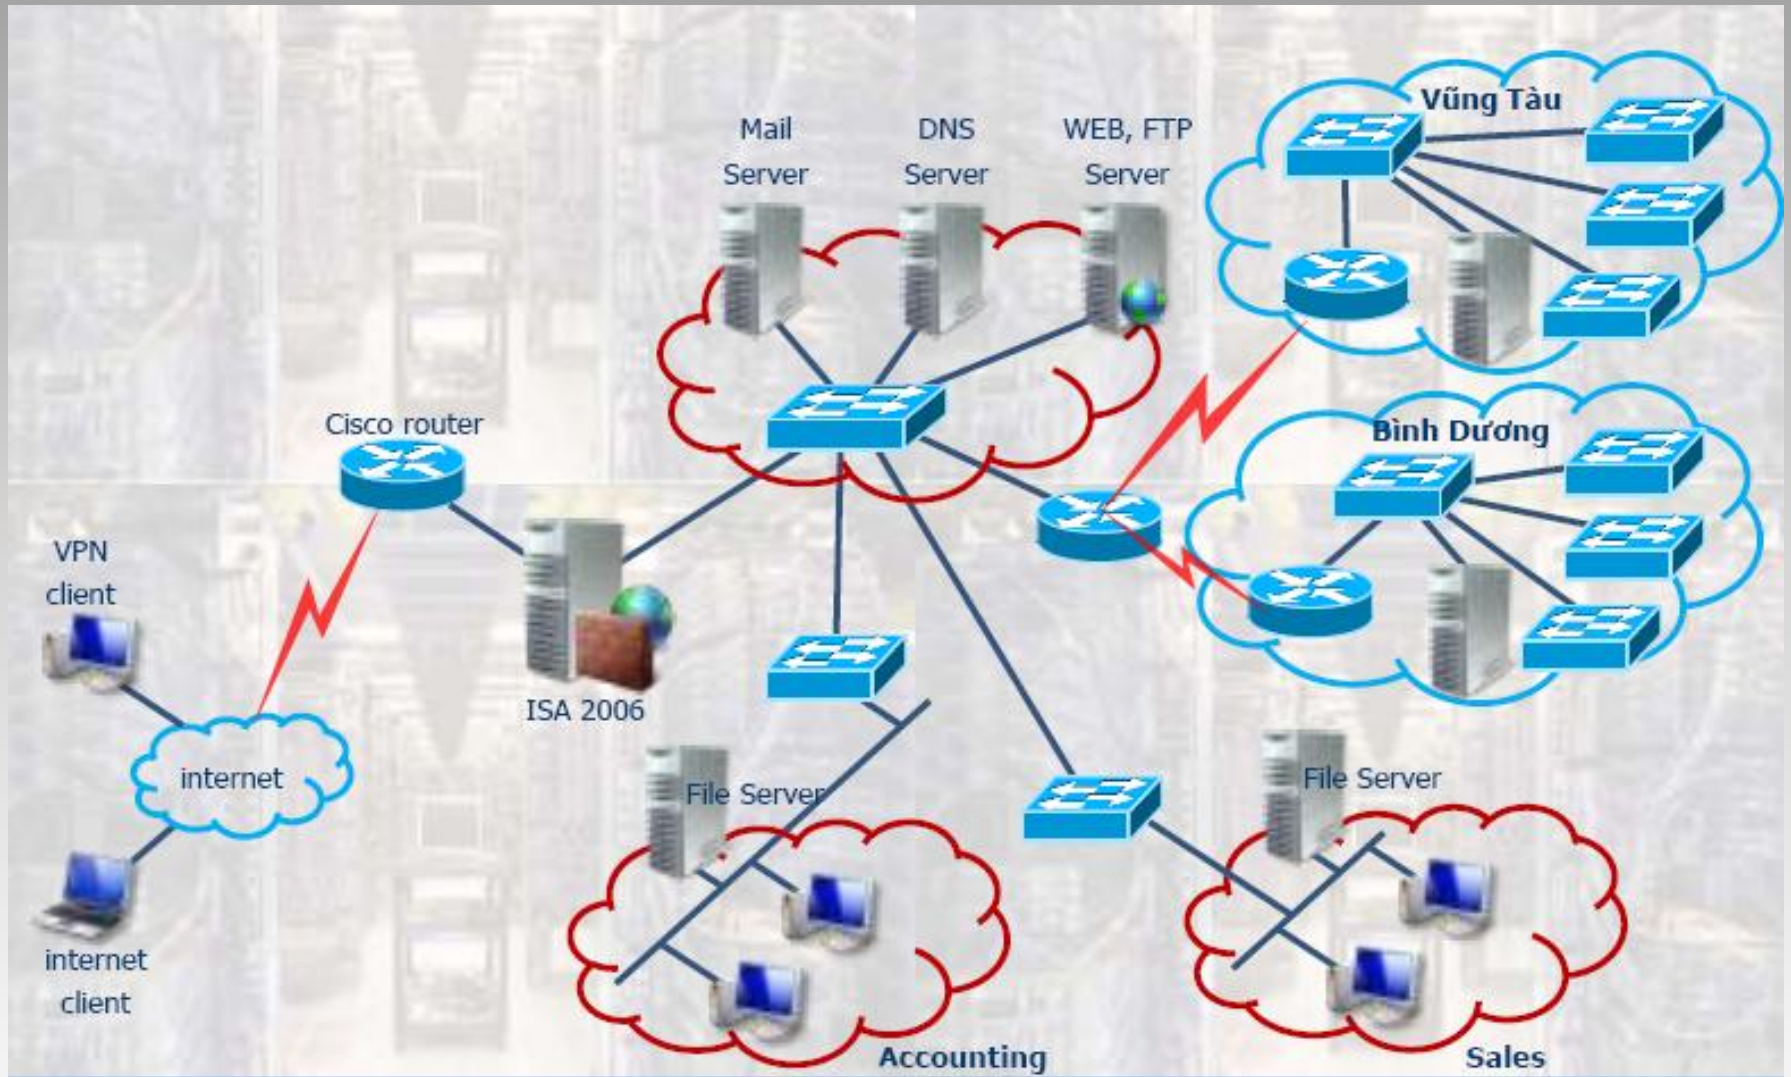 Vũng Tàu
Mail
Server
DNS
Server
WEB, FTP
Server
Cisco router
Bình Dương
VPN
client
ISA 2006
internet
File Server
File Server
internet
client
Accounting
Sales